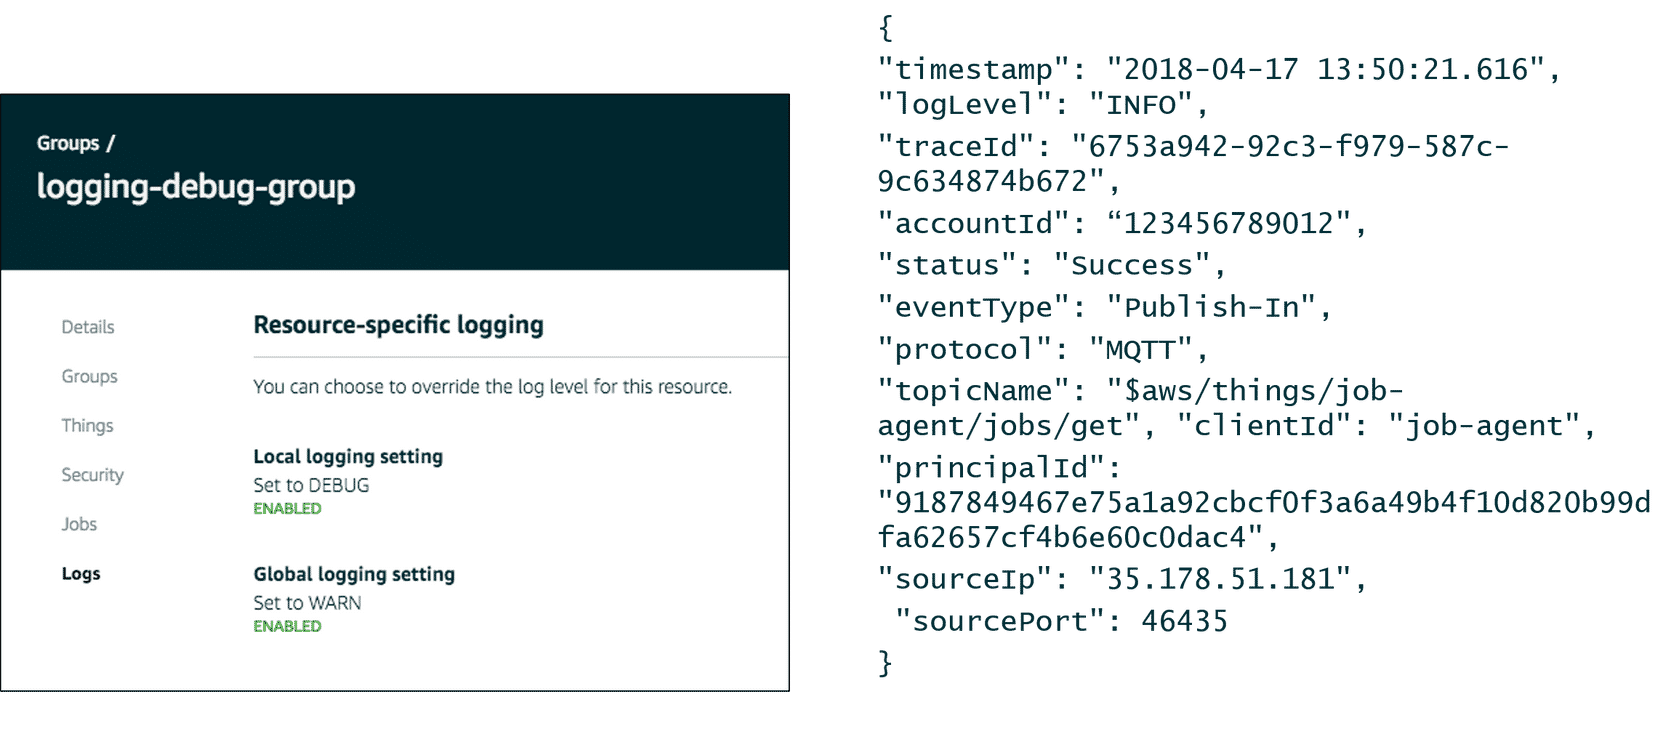 Groups /
logging-debug-group
Details
Groups
Things
Security
Jobs
Logs
Resource-specific logging
You can choose to override the log level for this resource.
Local logging setting
Set to DEBUG
ENABLED
Global logging setting
Set to WARN
ENABLED
{
"timestamp": "2018-04-17 13:50:21.616",
"logLevel": "INFO",
"traceId": "6753a942-92c3-f979-587c-
9c634874b672",
"accountId": “123456789012",
"status": "Success",
"eventType": "Publish-In",
"protocol": "MQTT",
"topicName": "$aws/things/job-
agent/jobs/get", "clientId": "job-agent",
"principalId":
"9187849467e75a1a92cbcf0f3a6a49b4f10d820b99d
fa62657cf4b6e60c0dac4",
"sourceIp": "35.178.51.181",
"sourcePort": 46435
}